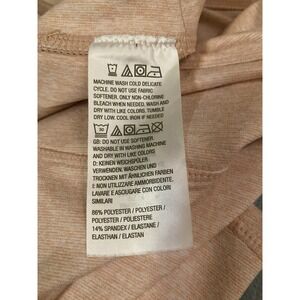 MACHINE WASH COLD DELICATE
CYCLE. DO NOT USE FABRIC
SOFTENER. ONLY NON-CHLORINE
BLEACH WHEN NEEDED. WASH AND
DRY WITH LIKE COLORS. TUMBLE
DRY LOW. COOL IRON IF NEEDED
30
GB: DO NOT USE SOFTENER
WASHABLE IN WASHING MACHINE
AND DRY WITH LIKE COLORS
D: KEINEN WEICHSPÜLER
VERWENDEN, WASCHEN UND
TROCKNEN MIT ÄHNLICHEN FARBEN
I: NON UTILIZZARE AMMORBIDENTE.
LAVARE E ASCIUGARE CON COLORI
SIMILARI.
86% POLYESTER / POLYESTER /
POLYESTER / POLIESTERE
14% SPANDEX / ELASTANE /
ELASTHAN / ELASTAN